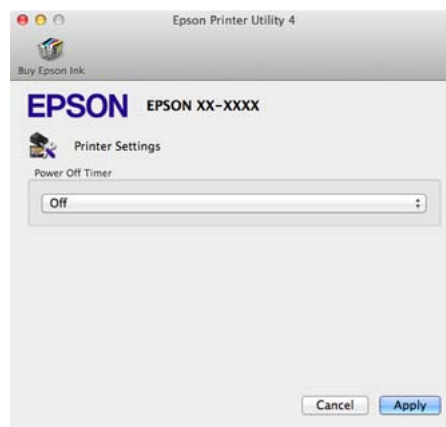 Epson Printer Utility 4
Buy Epson Ink
EPSON EPSON XX-XXXX
Printer Settings
Power Off Timer
Off
Cancel Apply